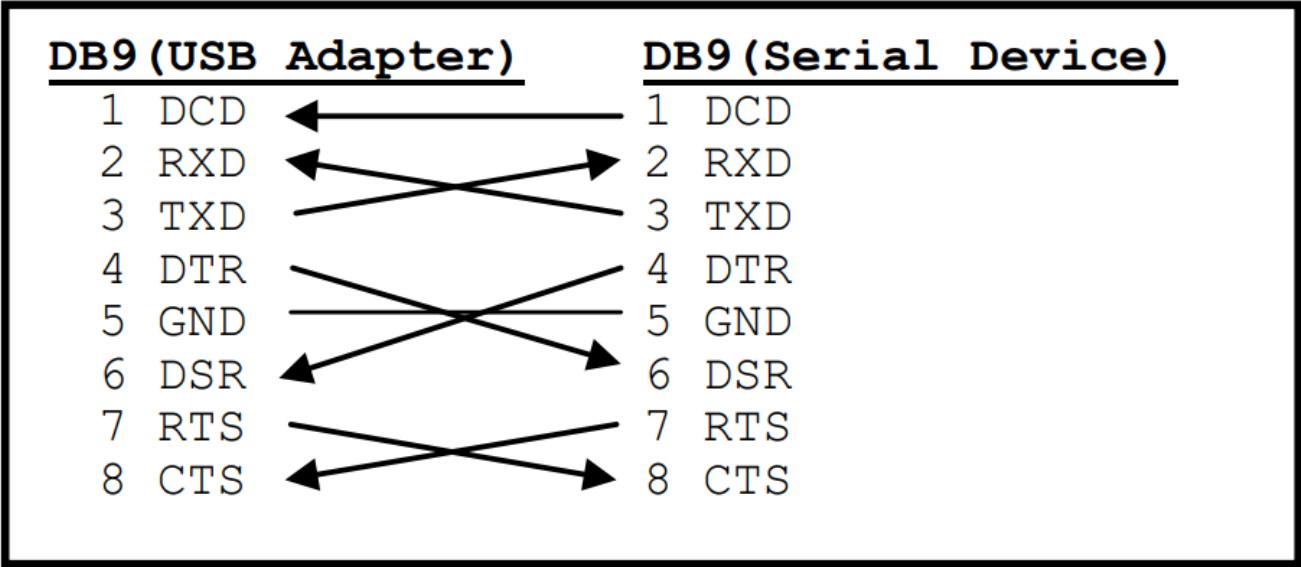 DB9(USB Adapter) DB9(Serial Device)
1 DCD 1 DCD
2 RXD 2 RXD
3 TXD 3 TXD
4 DTR 4 DTR
5 GND 5 GND
6 DSR 6 DSR
7 RTS 7 RTS
8 CTS 8 CTS